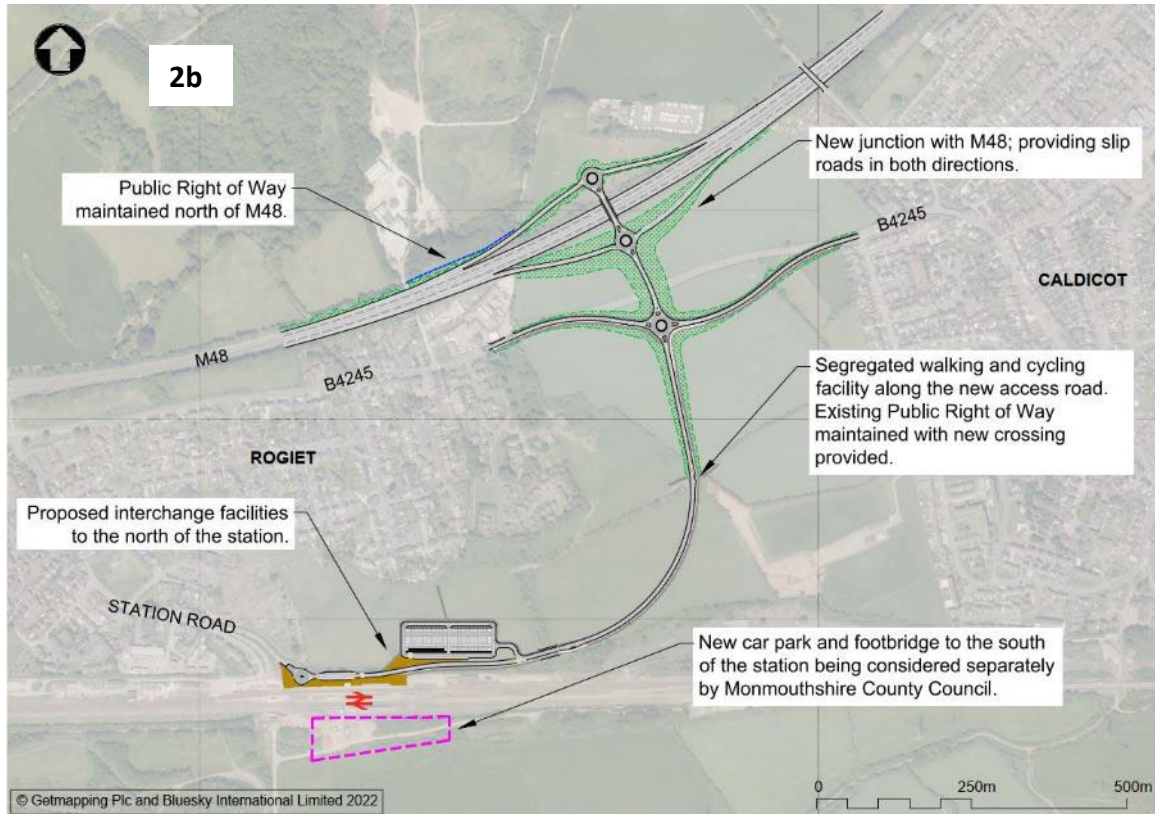 2b
New junction with M48; providing slip
roads in both directions.
Public Right of Way
maintained north of M48.
B4245
CALDICOT
M48
B4245
Segregated walking and cycling
facility along the new access road.
Existing Public Right of Way
maintained with new crossing
provided.
ROGIET
Proposed interchange facilities
to the north of the station.
STATION ROAD
New car park and footbridge to the south
of the station being considered separately
by Monmouthshire County Council.
0 250m 500m
© Getmapping Plc and Bluesky International Limited 2022